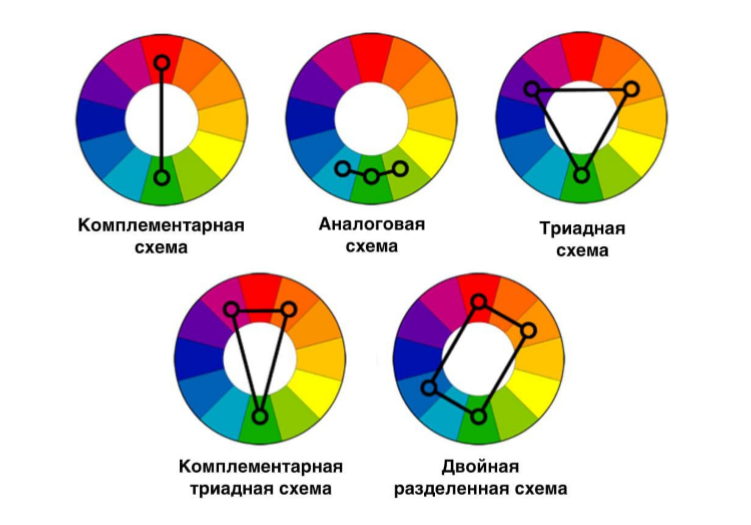 Комплементарная
схема
Аналоговая
схема
Триадная
схема
Комплементарная
триадная схема
Двойная
разделенная схема